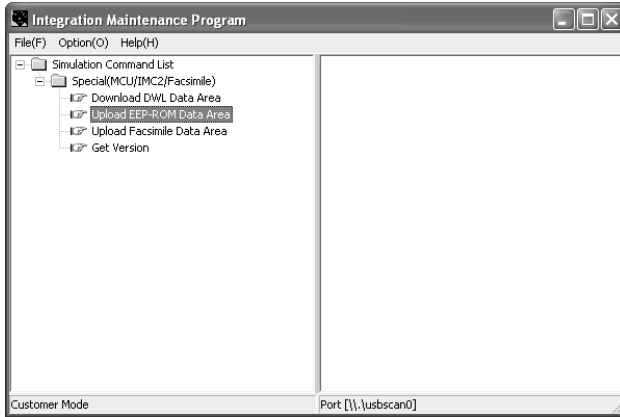 Integration Maintenance Program
File(F) Option(O) Help(H)
Simulation Command List
Special(MCU/IMC2/Facsimile)
Download DWL Data Area
Upload EEP-ROM Data Area
Upload Facsimile Data Area
Get Version
Customer Mode Port [\\.\usbscan0]